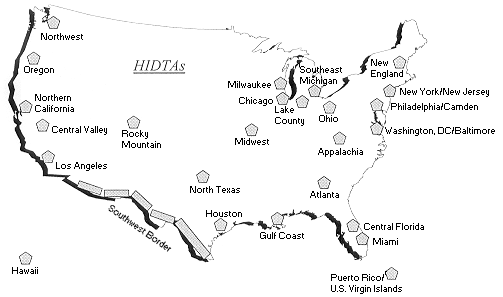 Northwest
HIDTAs
Oregon
Southeast
Michigan
New
England
Milwaukee
Chicago
Lake
County
Ohio
New York/New Jersey
Philadelphia/Camden
Washington, DC/Baltimore
Northern
California
Central Valley
Rocky
Mountain
Midwest
Appalachia
Los Angeles
North Texas
Atlanta
Southwest Border
Houston
Gulf Coast
Central Florida
Miami
Hawaii
Puerto Rico/
U.S. Virgin Islands